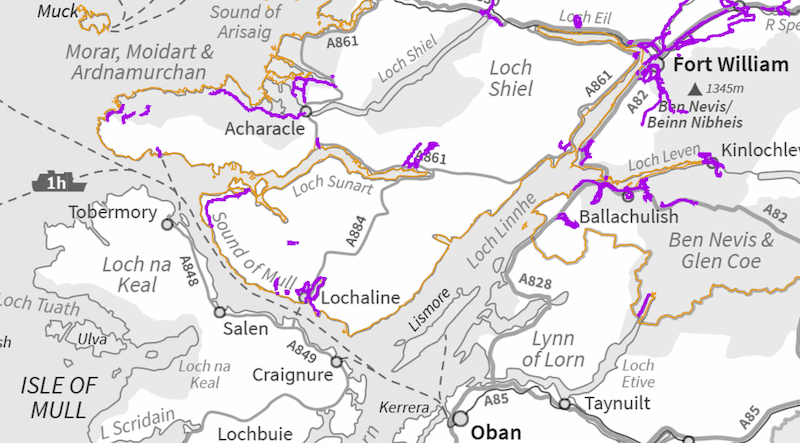 Muck
Sound of
Arisaig
Morar, Moidart &
Ardnamurchan
A861
Loch Shiel
Loch Eil
R Spe
Fort William
1345m
Ben Nevis/
Beinn Nibheis
Loch
Shiel
A861
A82
Acharacle
861
Loch Leven
Kinlochlev
1h
Loch Sunart
Tobermory
A884
Loch Linnhe
Ballachulish
A82
Sound of Mull
Ben Nevis &
Glen Coe
Loch na
Keal
A848
A828
Loch Tuath
Lochaline
Lismore
Salen
Ulva
sh
Lynn
of Lorn
A849
Loch na
Keal
Craignure
Loch
Etive
ISLE OF
MULL
Kerrera
A85
Taynuilt
A85
L Scridain
Lochbuie
rn
Oban